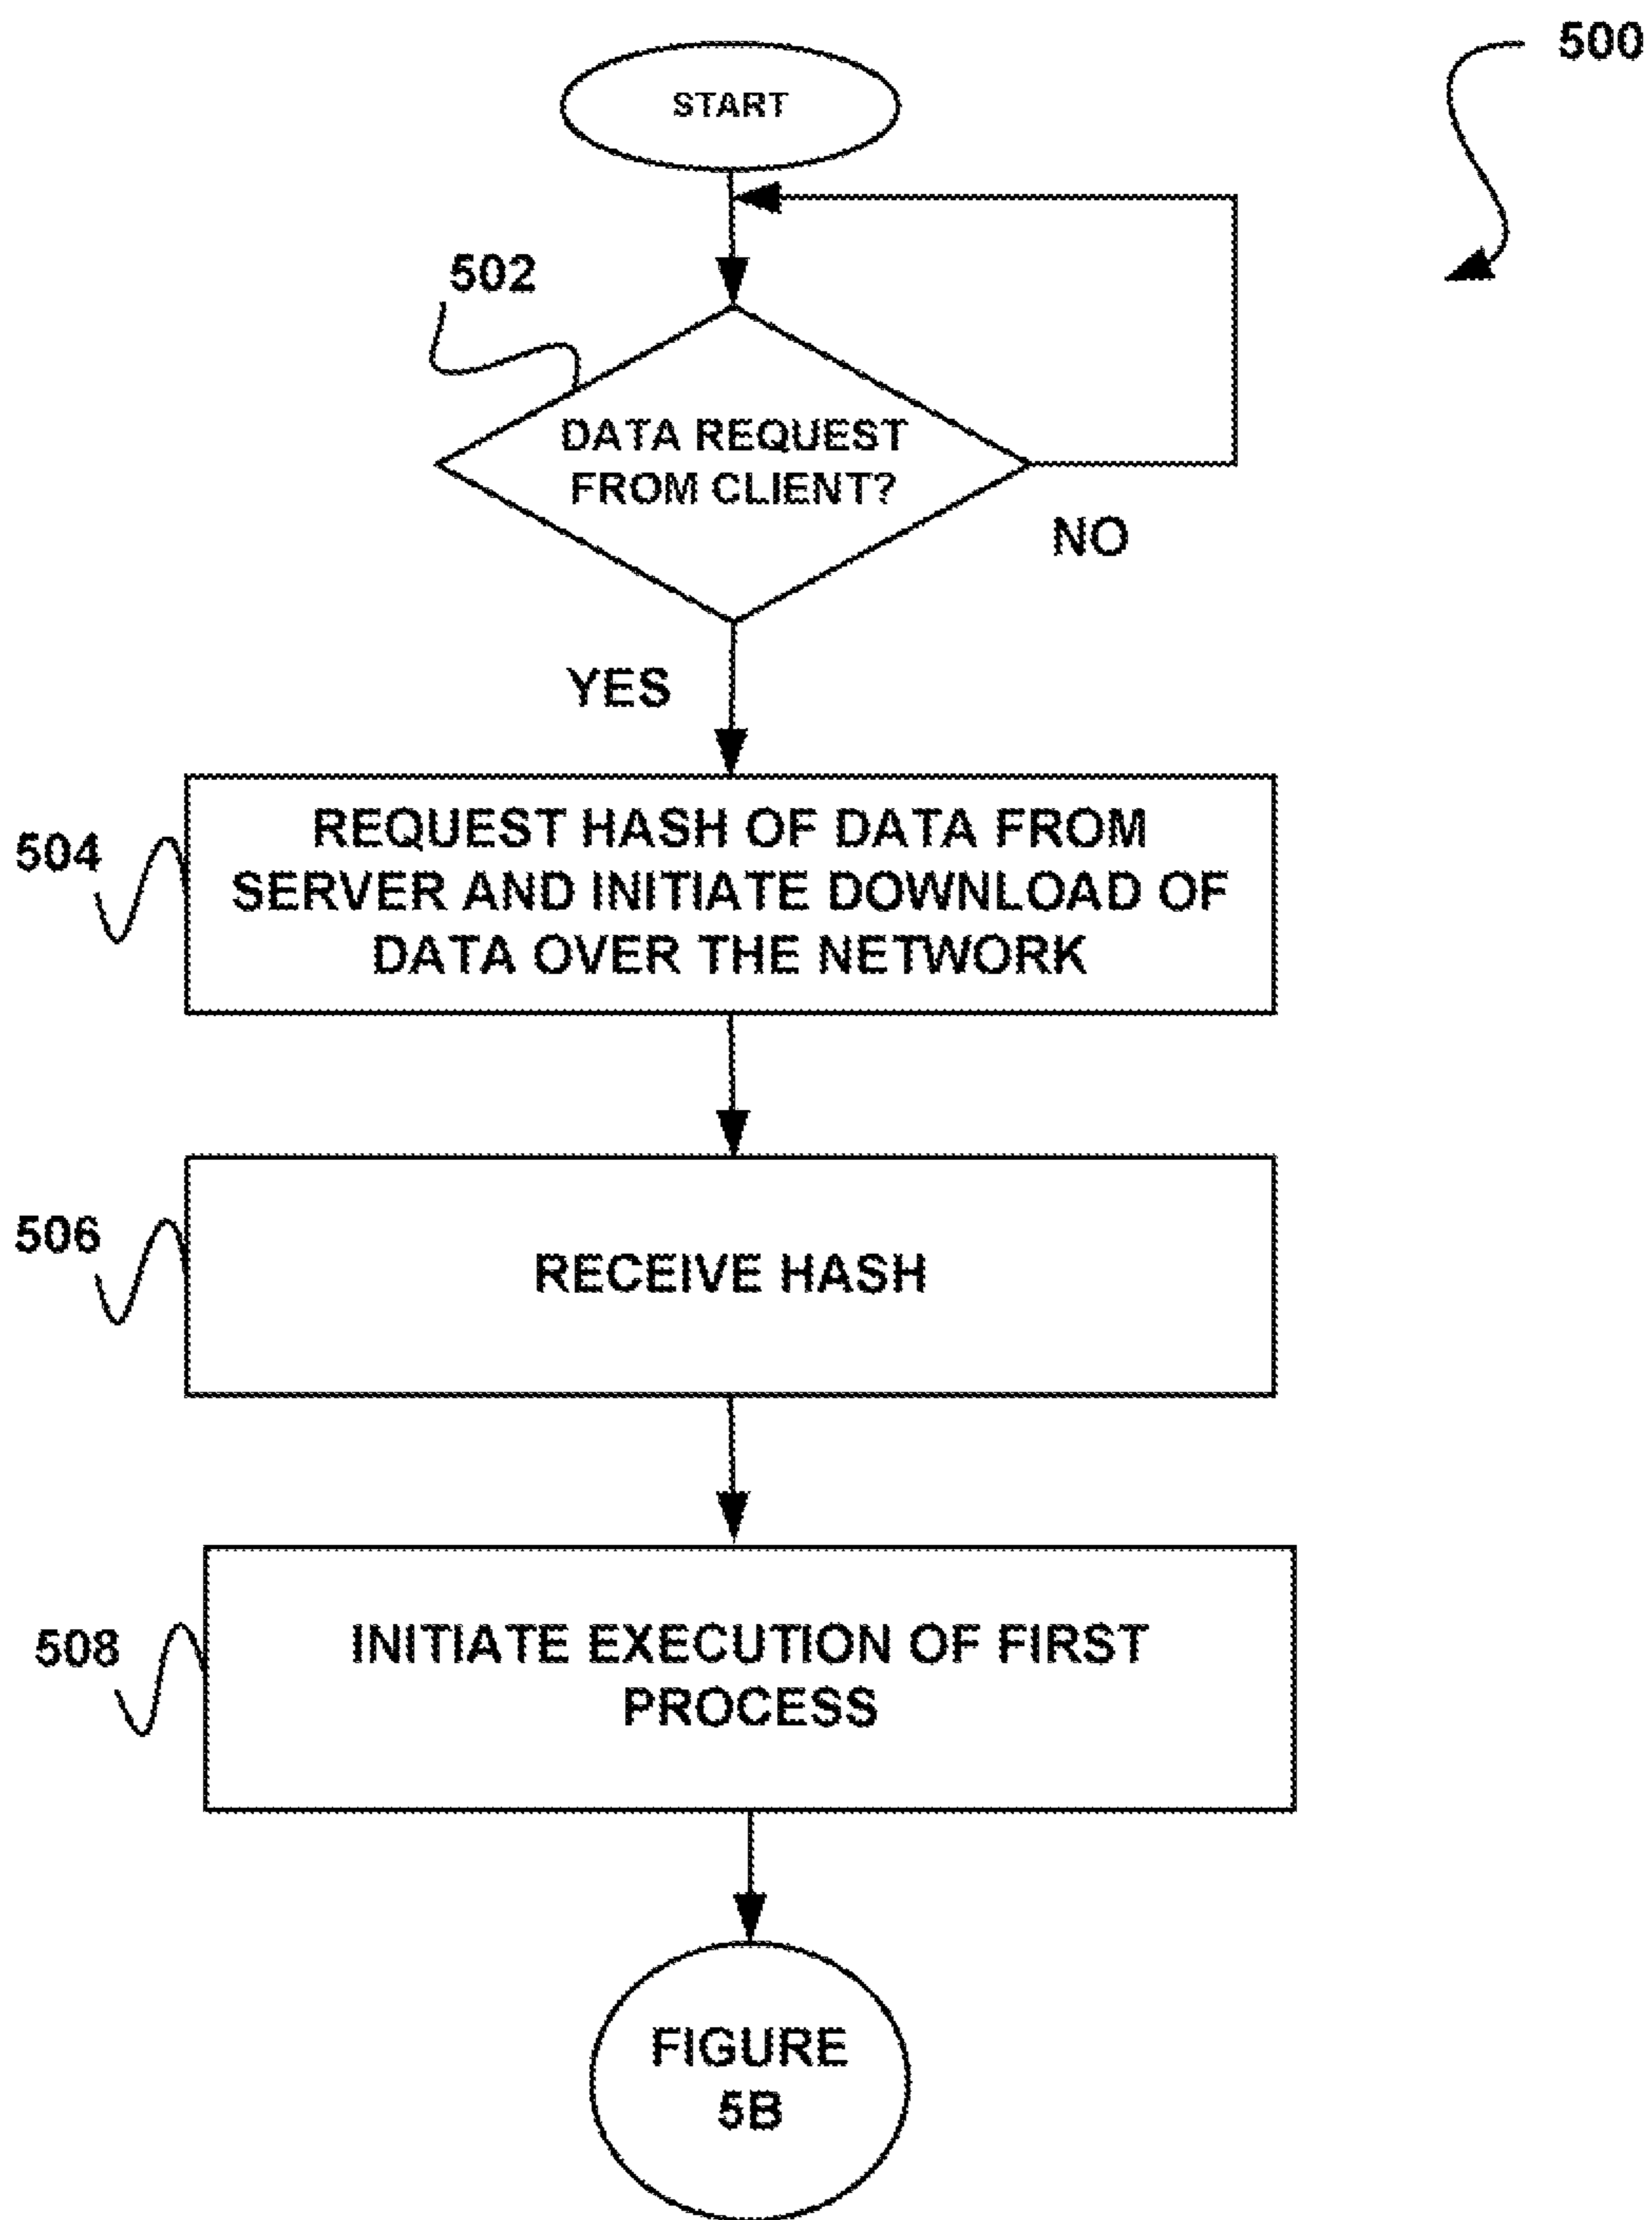 500
START
502
DATA REQUEST
FROM CLIENT?
NO
YES
504
REQUEST HASH OF DATA FROM
SERVER AND INITIATE DOWNLOAD OF
DATA OVER THE NETWORK
506
RECEIVE HASH
508
INITIATE EXECUTION OF FIRST
PROCESS
FIGURE
5B